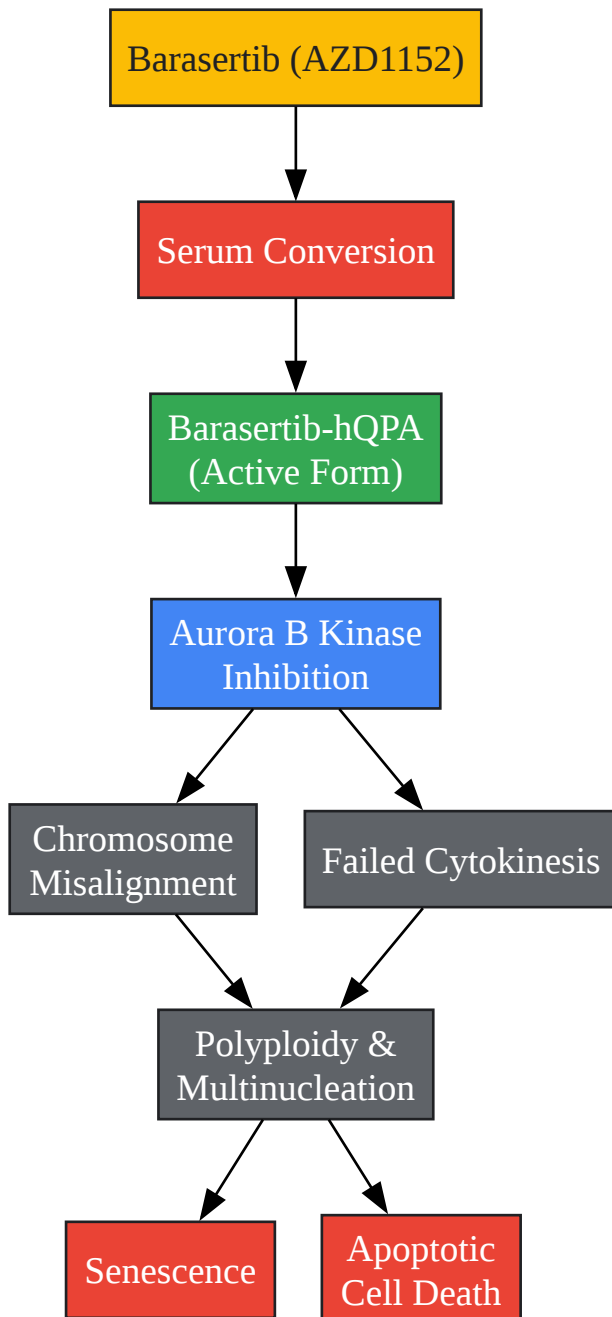 Barasertib (AZD1152)
Serum Conversion
Barasertib-hQPA
(Active Form)
Aurora B Kinase
Inhibition
Chromosome
Misalignment
Failed Cytokinesis
Polyploidy &
Multinucleation
Senescence
Apoptotic
Cell Death